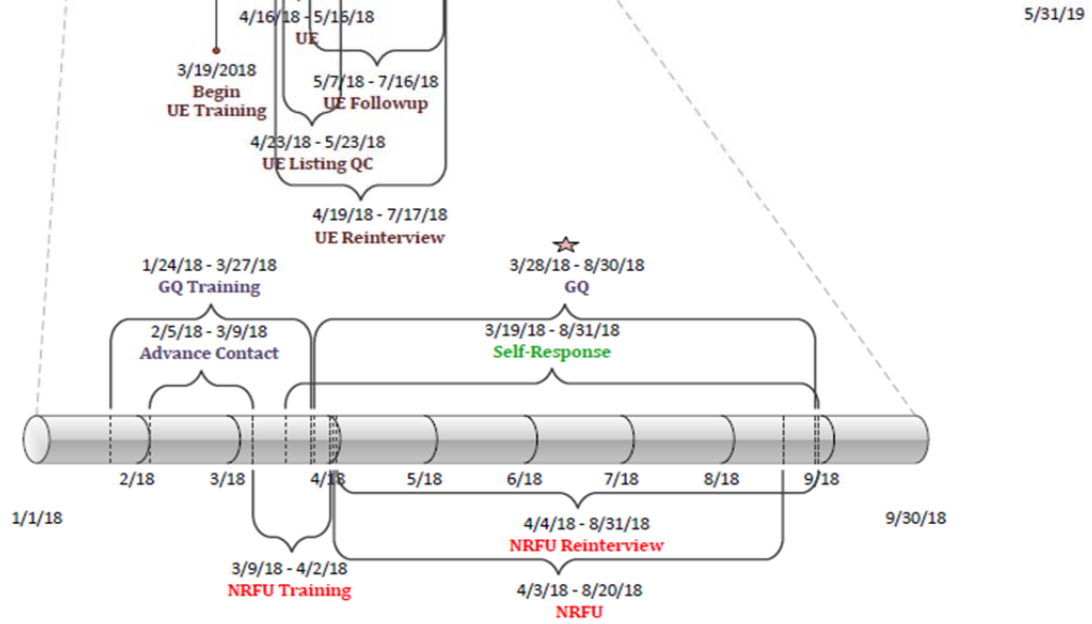 5/31/19
4/16/18 - 5/16/18
UE
3/19/2018
Begin
UE Training
5/7/18 - 7/16/18
UE Followup
4/23/18 - 5/23/18
UE Listing QC
4/19/18 - 7/17/18
UE Reinterview
1/24/18 - 3/27/18
GQ Training
3/28/18 - 8/30/18
GQ
2/5/18 - 3/9/18
Advance Contact
3/19/18 - 8/31/18
Self-Response
2/18 3/18 4/18 5/18 6/18 7/18 8/18 9/18
1/1/18
9/30/18
4/4/18 - 8/31/18
NRFU Reinterview
3/9/18 - 4/2/18
NRFU Training
4/3/18 - 8/20/18
NRFU